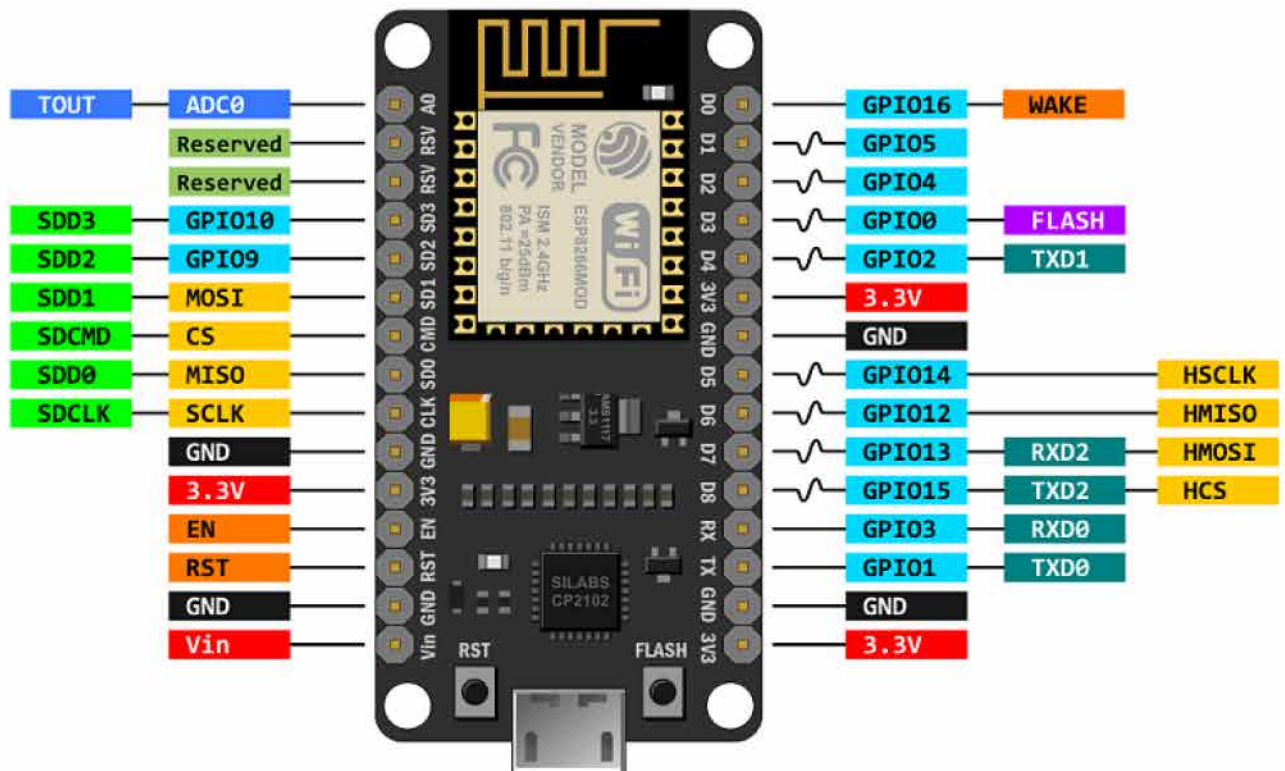 TOUT ADC0 A0 D0 GPIO16 WAKE
Reserved RSV D1 GPIO5
Reserved RSV D2 GPIO4
SDD3 GPIO10 SD3 D3 GPIO0 FLASH
SDD2 GPIO9 SD2 D4 GPIO2 TXD1
SDD1 MOSI SD1 3V3 3.3V
SDCMD CS CMD GND GND
SDD0 MISO SD0 D5 GPIO14 HSCLK
SDCLK SCLK CLK D6 GPIO12 HMISO
GND GND D7 GPIO13 RXD2 HMOSI
3.3V 3V3 D8 GPIO15 TXD2 HCS
EN EN RX GPIO3 RXD0
RST RST TX GPIO1 TXD0
GND GND GND GND
Vin Vin 3V3 3.3V
MODEL ESP8266MOD
VENDOR
ISM 2.4GHz
PA =25dBm
802.11 b/g/n
FC
WiFi
AMS1117
3.3
SILABS
CP2102
RST FLASH